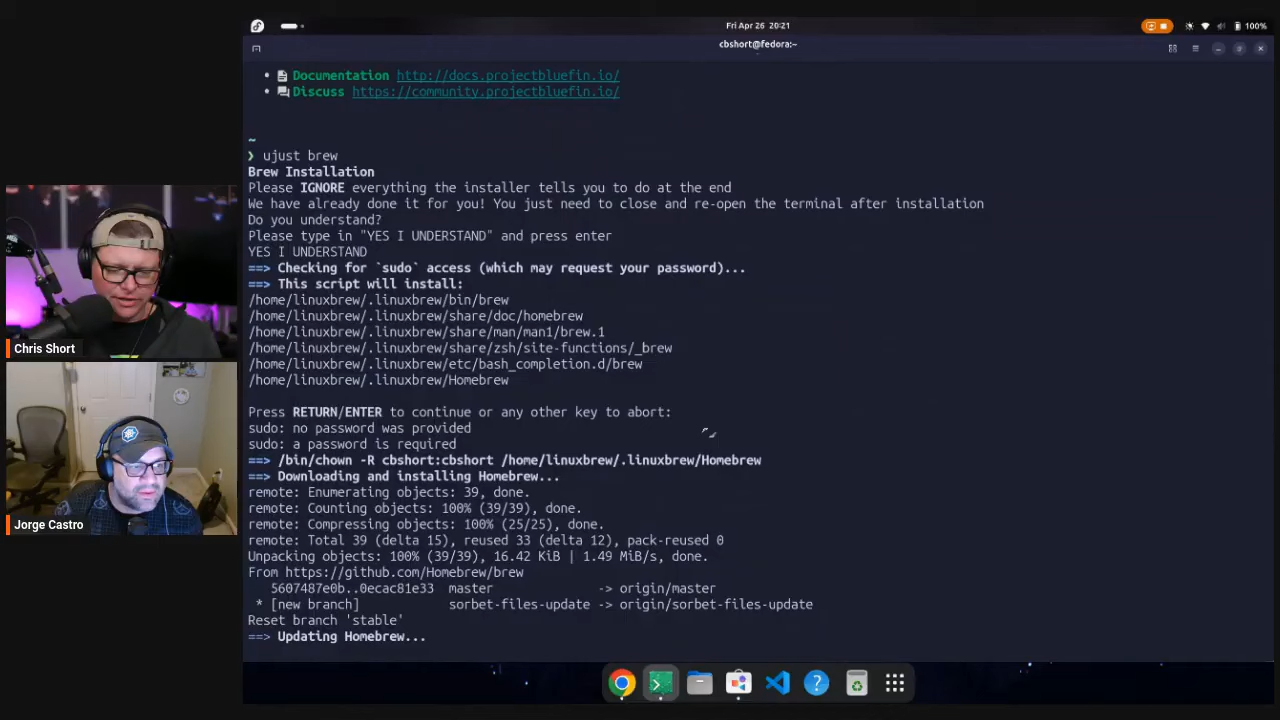 Fri Apr 26 20:21
100%
cbshort@fedora:~
• Documentation http://docs.projectbluefin.io/
• Discuss https://community.projectbluefin.io/
~
❯ ujust brew
Brew Installation
Please IGNORE everything the installer tells you to do at the end
We have already done it for you! You just need to close and re-open the terminal after installation
Do you understand?
Please type in "YES I UNDERSTAND" and press enter
YES I UNDERSTAND
==> Checking for `sudo` access (which may request your password)...
==> This script will install:
/home/linuxbrew/.linuxbrew/bin/brew
/home/linuxbrew/.linuxbrew/share/doc/homebrew
/home/linuxbrew/.linuxbrew/share/man/man1/brew.1
/home/linuxbrew/.linuxbrew/share/zsh/site-functions/_brew
/home/linuxbrew/.linuxbrew/etc/bash_completion.d/brew
/home/linuxbrew/.linuxbrew/Homebrew
Press RETURN/ENTER to continue or any other key to abort:
sudo: no password was provided
sudo: a password is required
==> /bin/chown -R cbshort:cbshort /home/linuxbrew/.linuxbrew/Homebrew
==> Downloading and installing Homebrew...
remote: Enumerating objects: 39, done.
remote: Counting objects: 100% (39/39), done.
remote: Compressing objects: 100% (25/25), done.
remote: Total 39 (delta 15), reused 33 (delta 12), pack-reused 0
Unpacking objects: 100% (39/39), 16.42 KiB | 1.49 MiB/s, done.
From https://github.com/Homebrew/brew
5607487e0b..0ecac81e33 master -> origin/master
* [new branch] sorbet-files-update -> origin/sorbet-files-update
Reset branch 'stable'
==> Updating Homebrew...
Chris Short
Jorge Castro